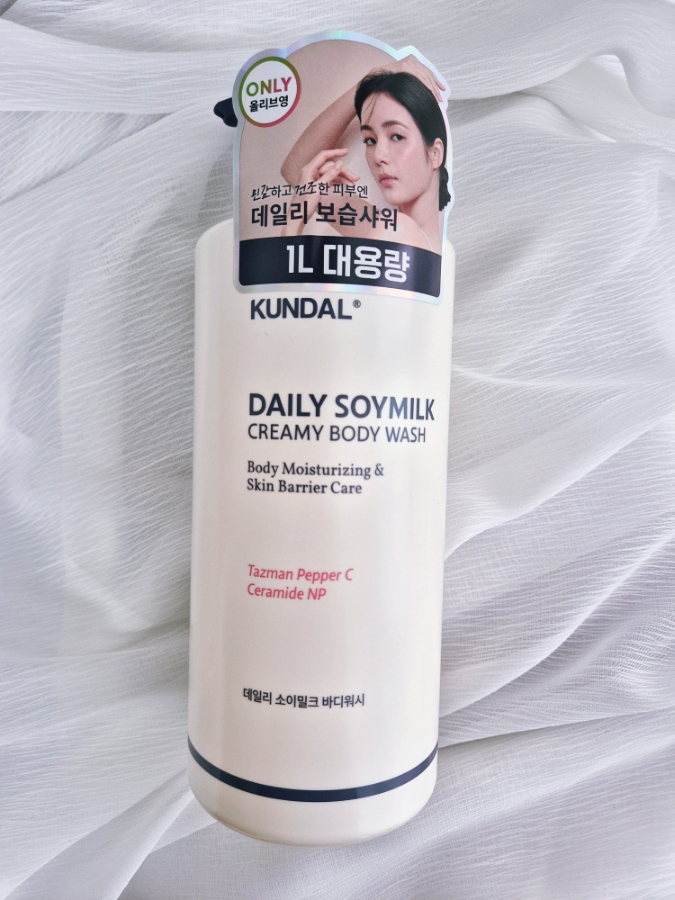 ONLY
올리브영
민감하고 건조한 피부엔
데일리 보습샤워
1L 대용량
KUNDAL®
DAILY SOYMILK
CREAMY BODY WASH
Body Moisturizing &
Skin Barrier Care
Tazman Pepper C
Ceramide NP
데일리 소이밀크 바디워시